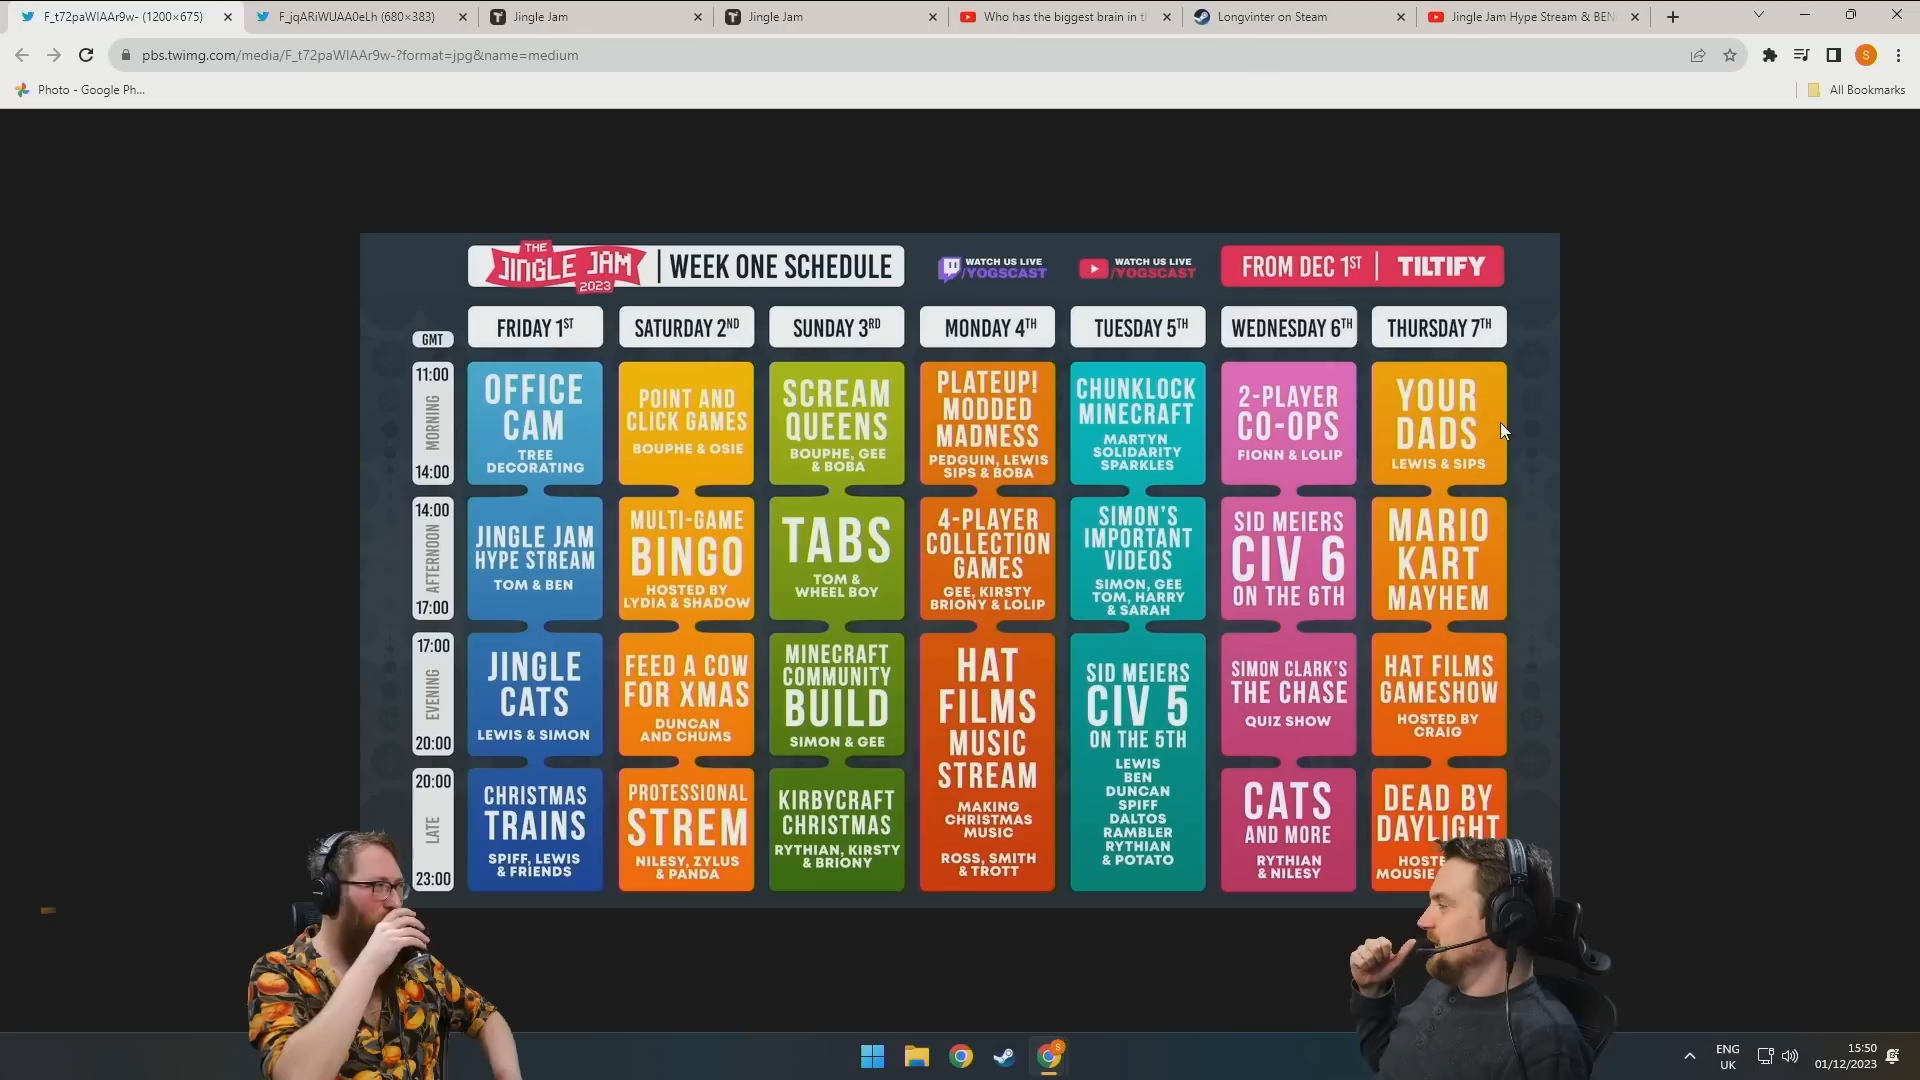 F_t72paWIAAr9w- (1200×675)
F_jqARiWUAA0eLh (680×383)
Jingle Jam
Jingle Jam
Who has the biggest brain in t
Longvinter on Steam
Jingle Jam Hype Stream & BEN
pbs.twimg.com/media/F_t72paWIAAr9w-?format=jpg&name=medium
S
Photo - Google Ph...
All Bookmarks
THE
JINGLE JAM
2023
WEEK ONE SCHEDULE
WATCH US LIVE
/YOGSCAST
WATCH US LIVE
/YOGSCAST
FROM DEC 1ST | TILTIFY
GMT
FRIDAY 1ST
SATURDAY 2ND
SUNDAY 3RD
MONDAY 4TH
TUESDAY 5TH
WEDNESDAY 6TH
THURSDAY 7TH
11:00
MORNING
14:00
OFFICE
CAM
TREE
DECORATING
POINT AND
CLICK GAMES
BOUPHE & OSIE
SCREAM
QUEENS
BOUPHE, GEE
& BOBA
PLATEUP!
MODDED
MADNESS
PEDGUIN, LEWIS
SIPS & BOBA
CHUNKLOCK
MINECRAFT
MARTYN
SOLIDARITY
SPARKLES
2-PLAYER
CO-OPS
FIONN & LOLIP
YOUR
DADS
LEWIS & SIPS
14:00
AFTERNOON
17:00
JINGLE JAM
HYPE STREAM
TOM & BEN
MULTI-GAME
BINGO
HOSTED BY
LYDIA & SHADOW
TABS
TOM &
WHEEL BOY
4-PLAYER
COLLECTION
GAMES
GEE, KIRSTY
BRIONY & LOLIP
SIMON'S
IMPORTANT
VIDEOS
SIMON, GEE
TOM, HARRY
& SARAH
SID MEIERS
CIV 6
ON THE 6TH
MARIO
KART
MAYHEM
17:00
EVENING
20:00
JINGLE
CATS
LEWIS & SIMON
FEED A COW
FOR XMAS
DUNCAN
AND CHUMS
MINECRAFT
COMMUNITY
BUILD
SIMON & GEE
HAT
FILMS
MUSIC
STREAM
MAKING
CHRISTMAS
MUSIC
ROSS, SMITH
& TROTT
SID MEIERS
CIV 5
ON THE 5TH
LEWIS
BEN
DUNCAN
SPIFF
DALTOS
RAMBLER
RYTHIAN
& POTATO
SIMON CLARK'S
THE CHASE
QUIZ SHOW
HAT FILMS
GAMESHOW
HOSTED BY
CRAIG
20:00
LATE
23:00
CHRISTMAS
TRAINS
SPIFF, LEWIS
& FRIENDS
PROFESSIONAL
STREM
NILESY, ZYLUS
& PANDA
KIRBYCRAFT
CHRISTMAS
RYTHIAN, KIRSTY
& BRIONY
CATS
AND MORE
RYTHIAN
& NILESY
DEAD BY
DAYLIGHT
HOSTE
MOUSIE
S
ENG
UK
15:50
01/12/2023